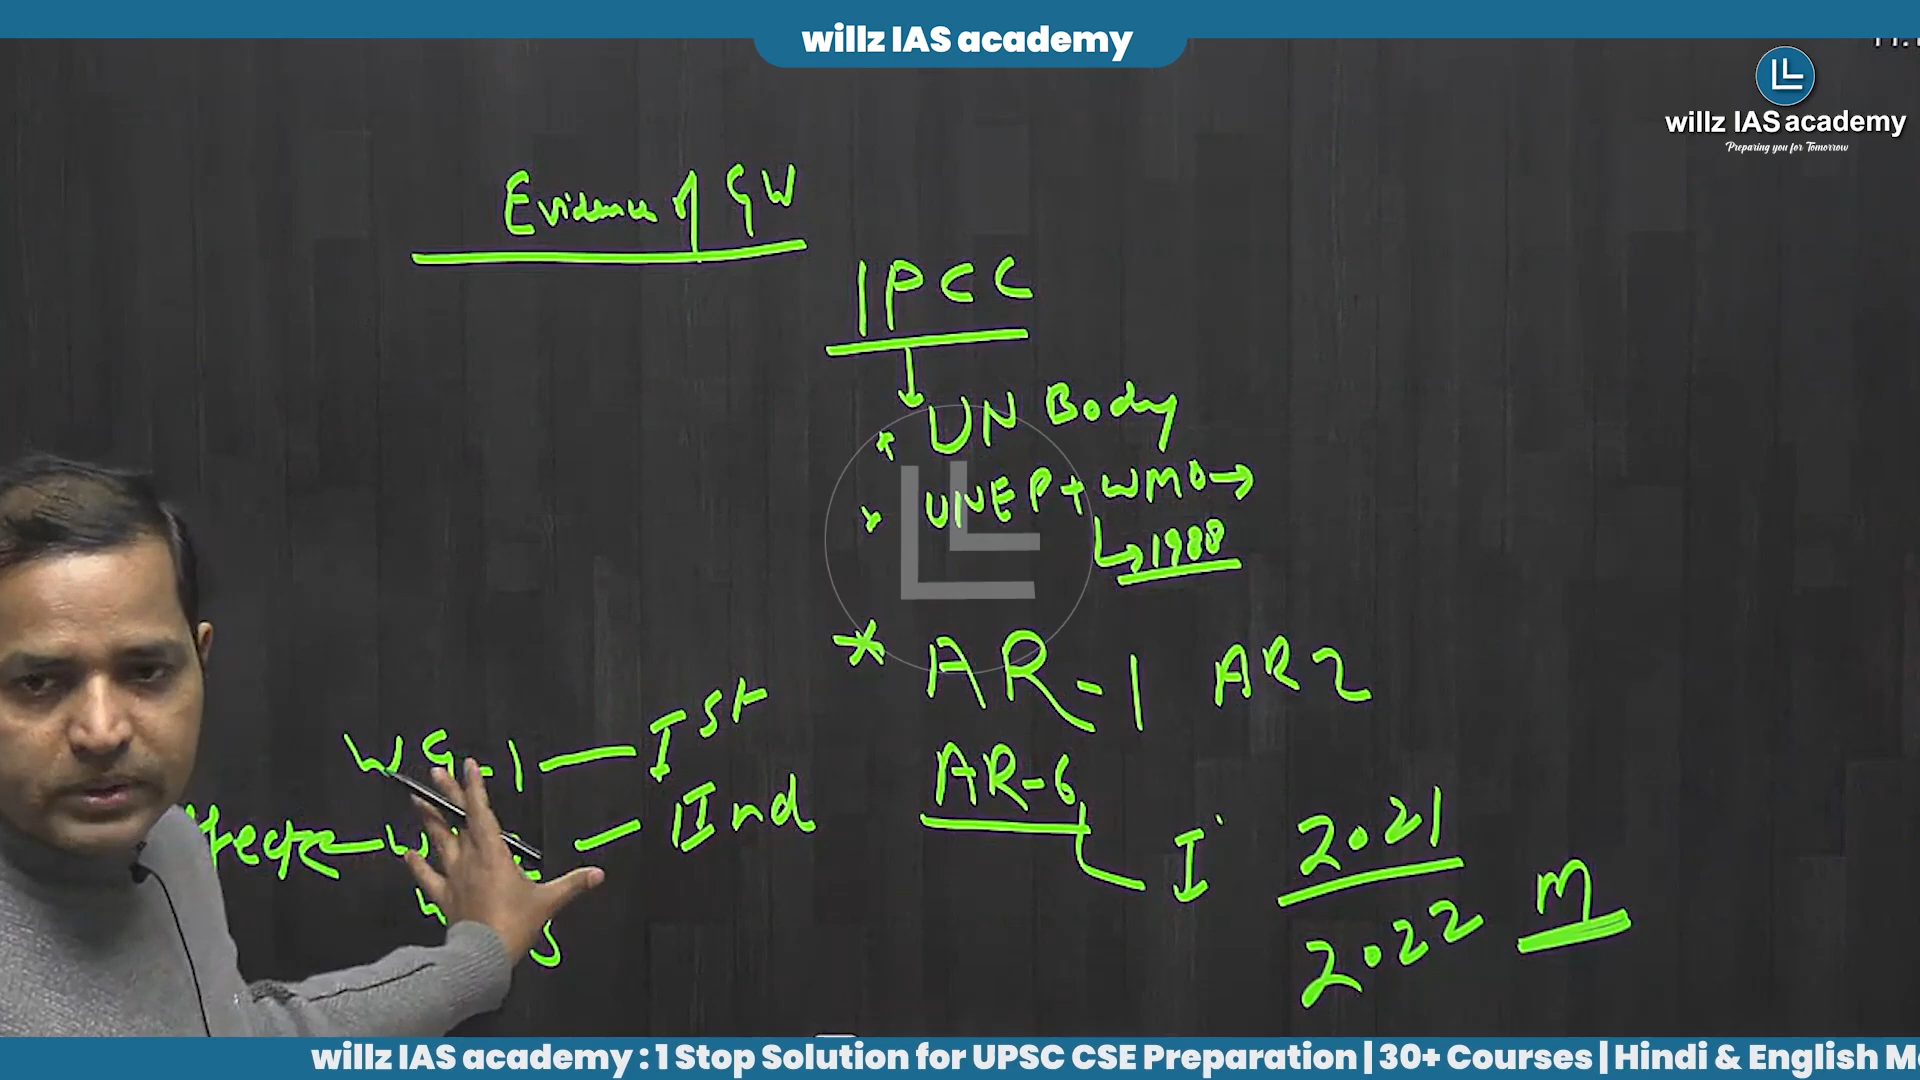 willz IAS academy
willz IAS academy
Preparing you for Tomorrow
Evidence of GW
IPCC
UN Body
UNEP + WMO →
1988
* AR-1 AR2
WG-1 — Ist
— IInd
AR-6
I 2021
2022 M
willz IAS academy : 1 Stop Solution for UPSC CSE Preparation | 30+ Courses | Hindi & English